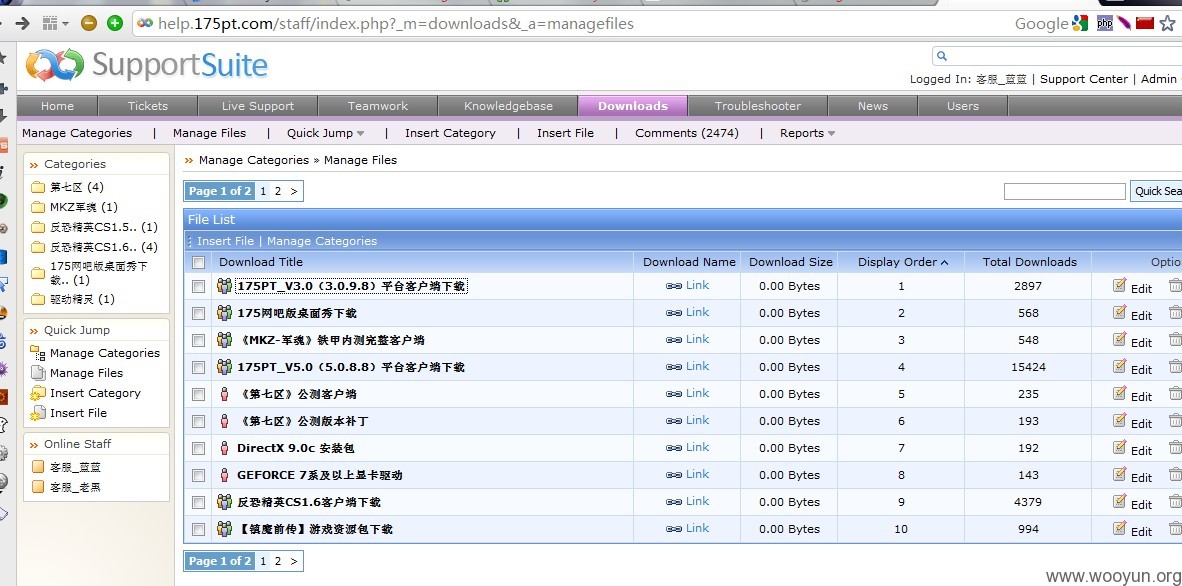 help.175pt.com/staff/index.php?_m=downloads&_a=managefiles Google php
SupportSuite
Logged In: 客服_蓝蓝 | Support Center | Admin
Home Tickets Live Support Teamwork Knowledgebase Downloads Troubleshooter News Users
Manage Categories | Manage Files | Quick Jump | Insert Category | Insert File | Comments (2474) | Reports
Categories
第七区 (4)
MKZ军魂 (1)
反恐精英CS1.5.. (1)
反恐精英CS1.6.. (4)
175网吧版桌面秀下
载.. (1)
驱动精灵 (1)
Quick Jump
Manage Categories
Manage Files
Insert Category
Insert File
Online Staff
客服_蓝蓝
客服_老黑
Manage Categories » Manage Files
Page 1 of 2 1 2 >
Quick Sea
File List
Insert File | Manage Categories
Download Title Download Name Download Size Display Order Total Downloads Optio
175PT_V3.0（3.0.9.8）平台客户端下载 Link 0.00 Bytes 1 2897 Edit
175网吧版桌面秀下载 Link 0.00 Bytes 2 568 Edit
《MKZ-军魂》铁甲内测完整客户端 Link 0.00 Bytes 3 548 Edit
175PT_V5.0（5.0.8.8）平台客户端下载 Link 0.00 Bytes 4 15424 Edit
《第七区》公测客户端 Link 0.00 Bytes 5 235 Edit
《第七区》公测版本补丁 Link 0.00 Bytes 6 193 Edit
DirectX 9.0c 安装包 Link 0.00 Bytes 7 192 Edit
GEFORCE 7系及以上显卡驱动 Link 0.00 Bytes 8 143 Edit
反恐精英CS1.6客户端下载 Link 0.00 Bytes 9 4379 Edit
【镇魔前传】游戏资源包下载 Link 0.00 Bytes 10 994 Edit
Page 1 of 2 1 2 >
www.wooyun.org